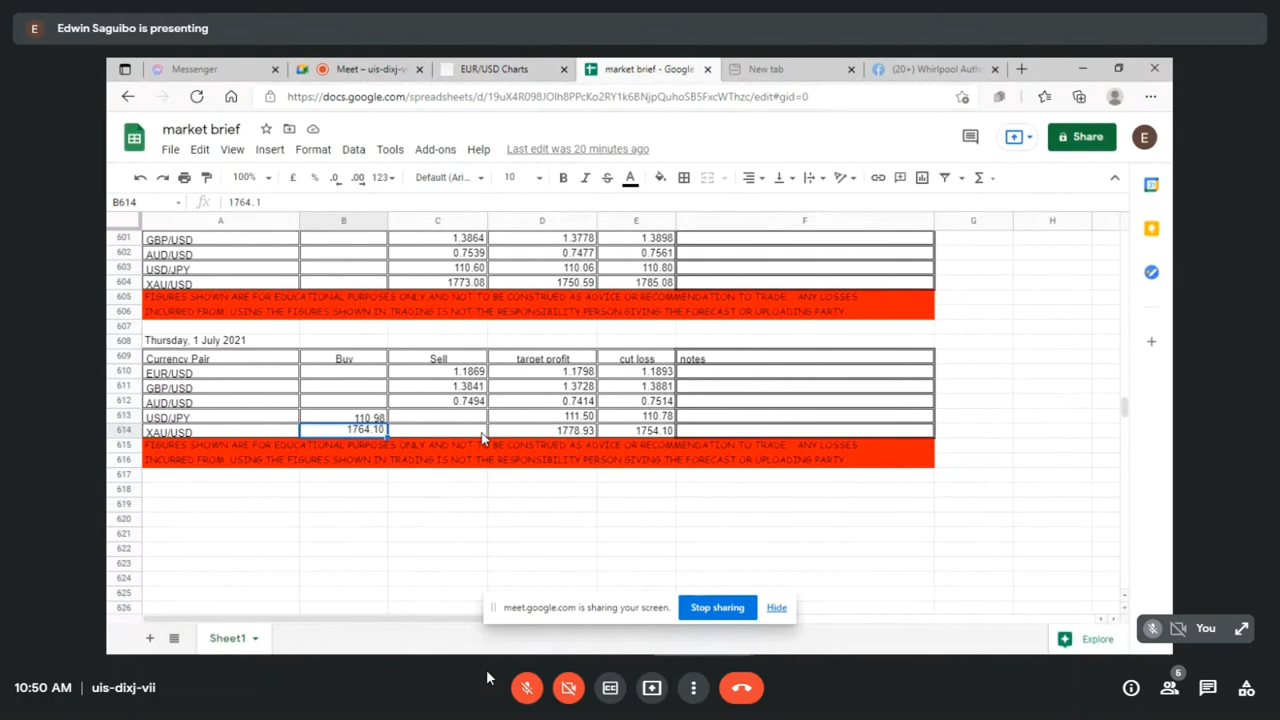 E Edwin Saguibo is presenting
Messenger Meet – uis-dixj-v EUR/USD Charts market brief - Google New tab (20+) Whirlpool Auth
https://docs.google.com/spreadsheets/d/19uX4R098JOlh8PPcKo2RY1k6BNjpQuhoSB5FxcWThzc/edit#gid=0
market brief
Share E
File Edit View Insert Format Data Tools Add-ons Help Last edit was 20 minutes ago
100% £ % .0 .00 123 Default (Ari... 10 B I S A
B614 fx 1764.1
A B C D E F G H
601 GBP/USD 1.3864 1.3778 1.3898
602 AUD/USD 0.7539 0.7477 0.7561
603 USD/JPY 110.60 110.06 110.80
604 XAU/USD 1773.08 1750.59 1785.08
605 FIGURES SHOWN ARE FOR EDUCATIONAL PURPOSES ONLY AND NOT TO BE CONSTRUED AS ADVICE OR RECOMMENDATION TO TRADE. ANY LOSSES
606 INCURRED FROM USING THE FIGURES SHOWN IN TRADING IS NOT THE RESPONSIBILITY PERSON GIVING THE FORECAST OR UPLOADING PARTY
607
608 Thursday, 1 July 2021
609 Currency Pair Buy Sell target profit cut loss notes
610 EUR/USD 1.1869 1.1798 1.1893
611 GBP/USD 1.3841 1.3728 1.3881
612 AUD/USD 0.7494 0.7414 0.7514
613 USD/JPY 110.98 111.50 110.78
614 XAU/USD 1764.10 1778.93 1754.10
615 FIGURES SHOWN ARE FOR EDUCATIONAL PURPOSES ONLY AND NOT TO BE CONSTRUED AS ADVICE OR RECOMMENDATION TO TRADE. ANY LOSSES
616 INCURRED FROM USING THE FIGURES SHOWN IN TRADING IS NOT THE RESPONSIBILITY PERSON GIVING THE FORECAST OR UPLOADING PARTY
617
618
619
620
621
622
623
624
625
626
meet.google.com is sharing your screen. Stop sharing Hide
You
Sheet1 Explore
5
10:50 AM | uis-dixj-vii